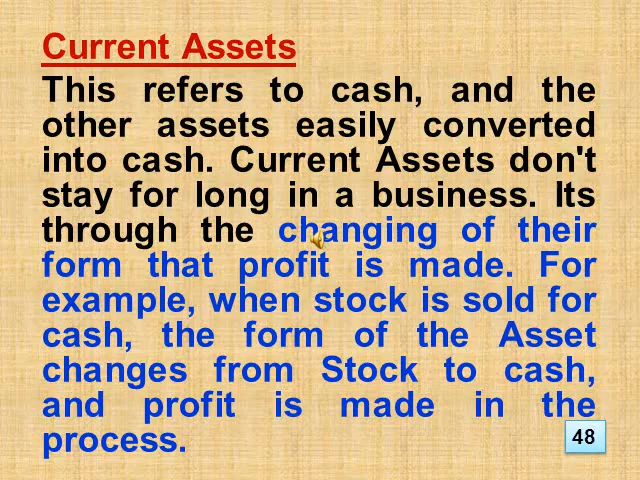 Current Assets
This refers to cash, and the
other assets easily converted
into cash. Current Assets don't
stay for long in a business. Its
through the changing of their
form that profit is made. For
example, when stock is sold for
cash, the form of the Asset
changes from Stock to cash,
and profit is made in the
process.
48